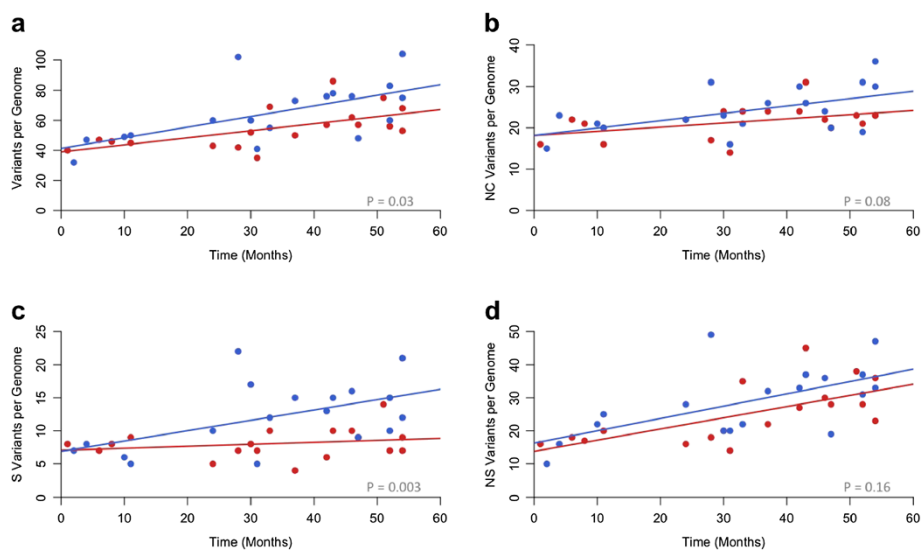 a
Variants per Genome
0
20
40
60
80
100
P = 0.03
0 10 20 30 40 50 60
Time (Months)
b
NC Variants per Genome
0
10
20
30
40
P = 0.08
0 10 20 30 40 50 60
Time (Months)
c
S Variants per Genome
0
5
10
15
20
25
P = 0.003
0 10 20 30 40 50 60
Time (Months)
d
NS Variants per Genome
0
10
20
30
40
50
P = 0.16
0 10 20 30 40 50 60
Time (Months)